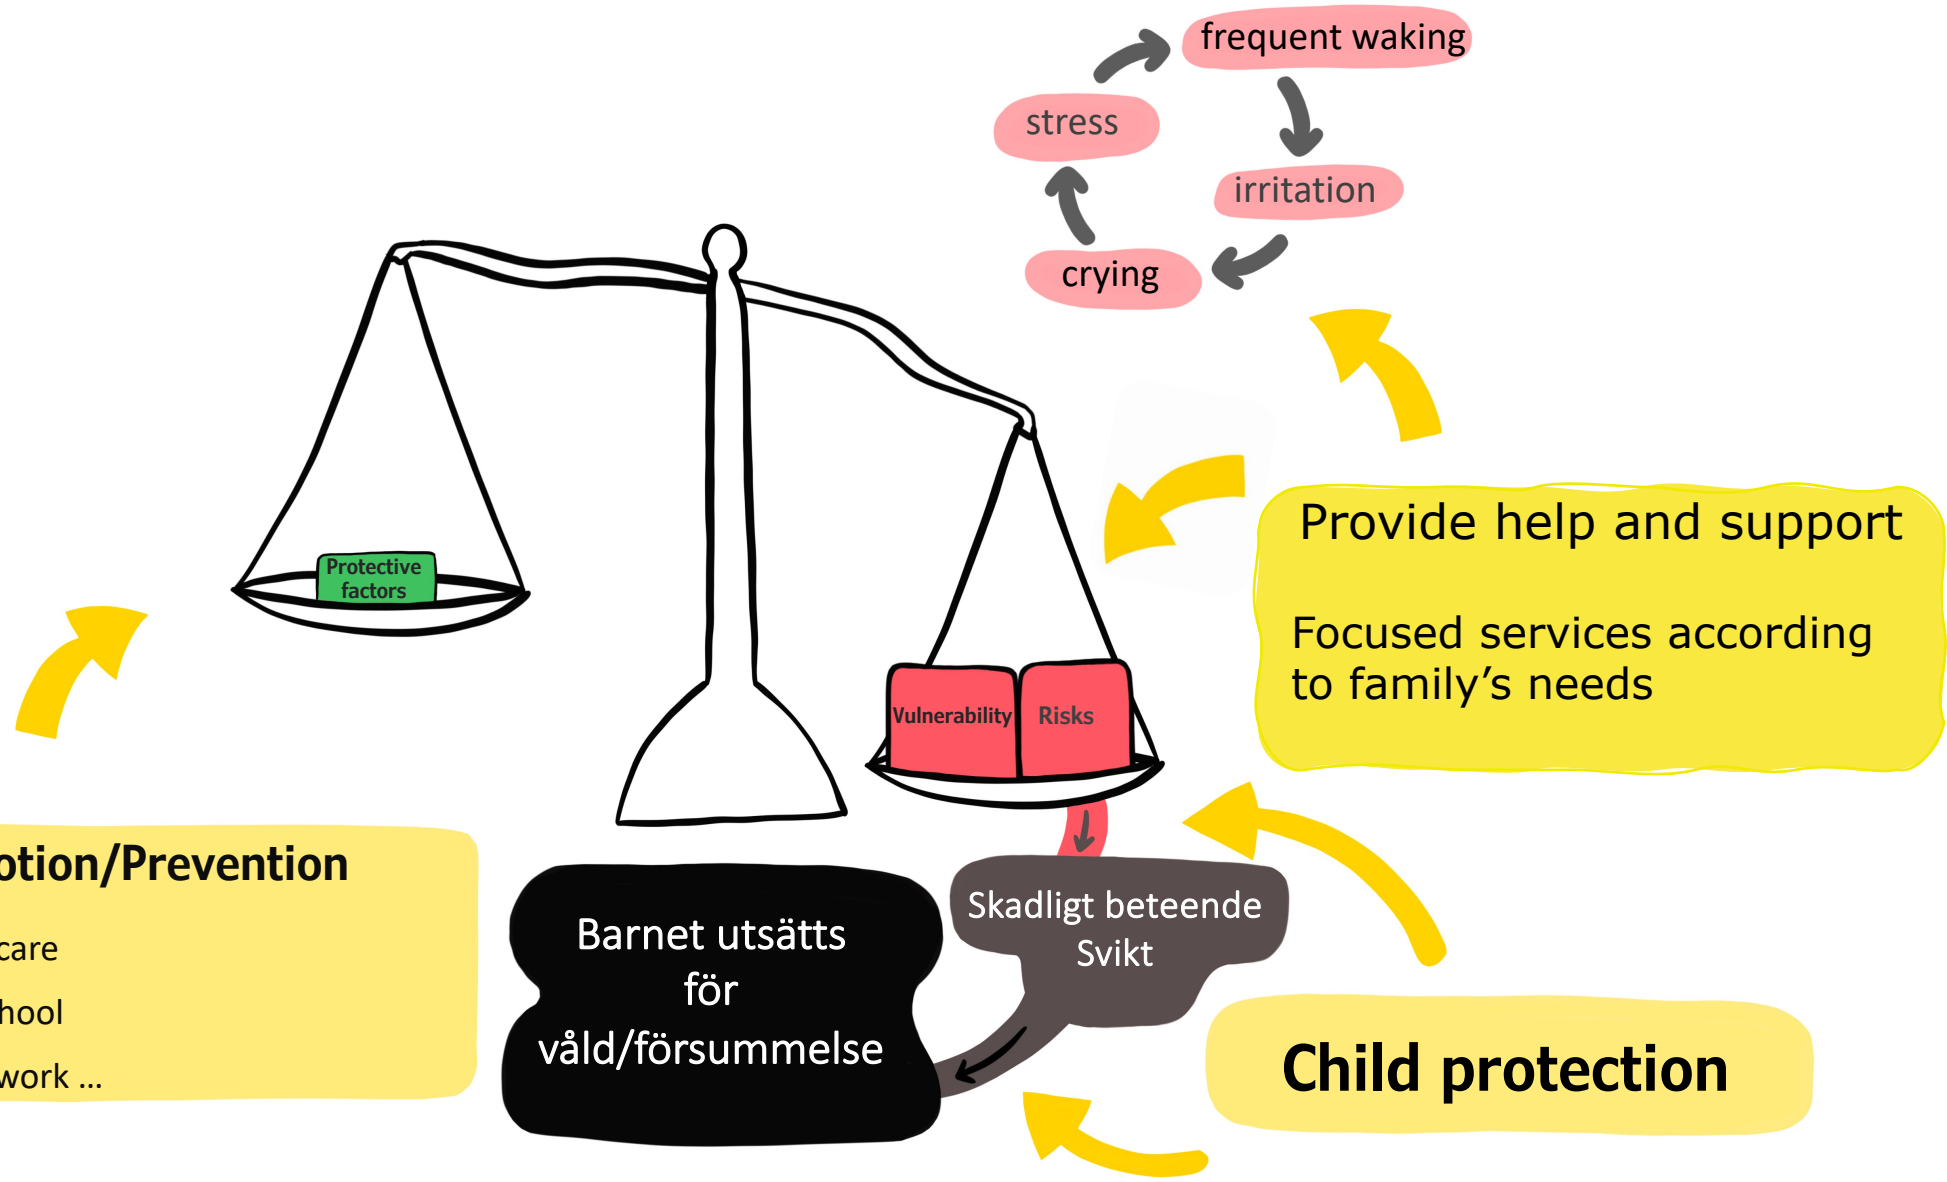 frequent waking
stress
irritation
crying
Protective
factors
Provide help and support
Focused services according
to family's needs
Vulnerability
Risks
otion/Prevention
care
hool
work ...
Barnet utsätts
för
våld/försummelse
Skadligt beteende
Svikt
Child protection